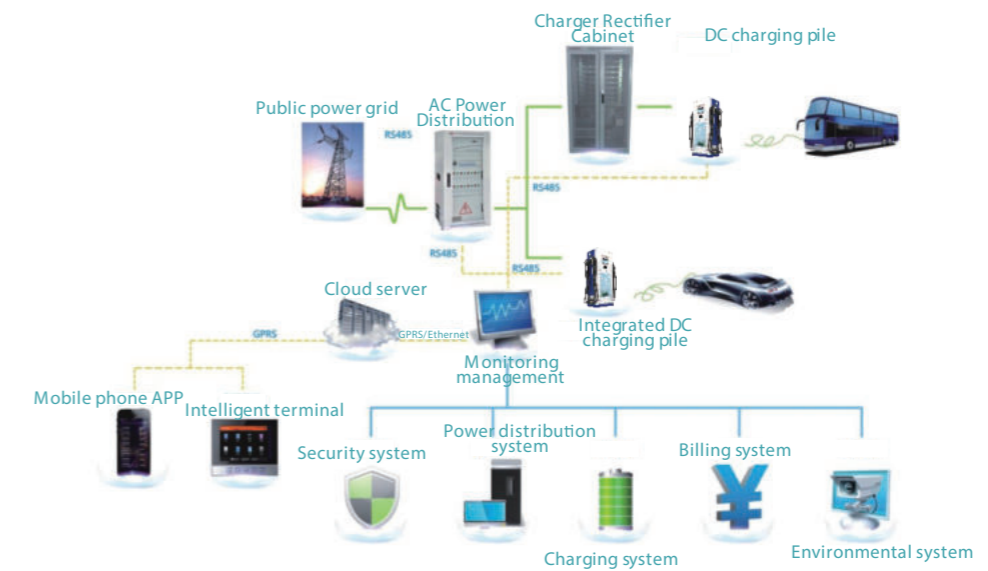 Charger Rectifier
Cabinet
DC charging pile
Public power grid
AC Power
Distribution
RS485
RS485
RS485
RS485
Cloud server
GPRS
GPRS/Ethernet
Integrated DC
charging pile
Monitoring
management
Mobile phone APP
Intelligent terminal
Security system
Power distribution
system
Billing system
Charging system
Environmental system